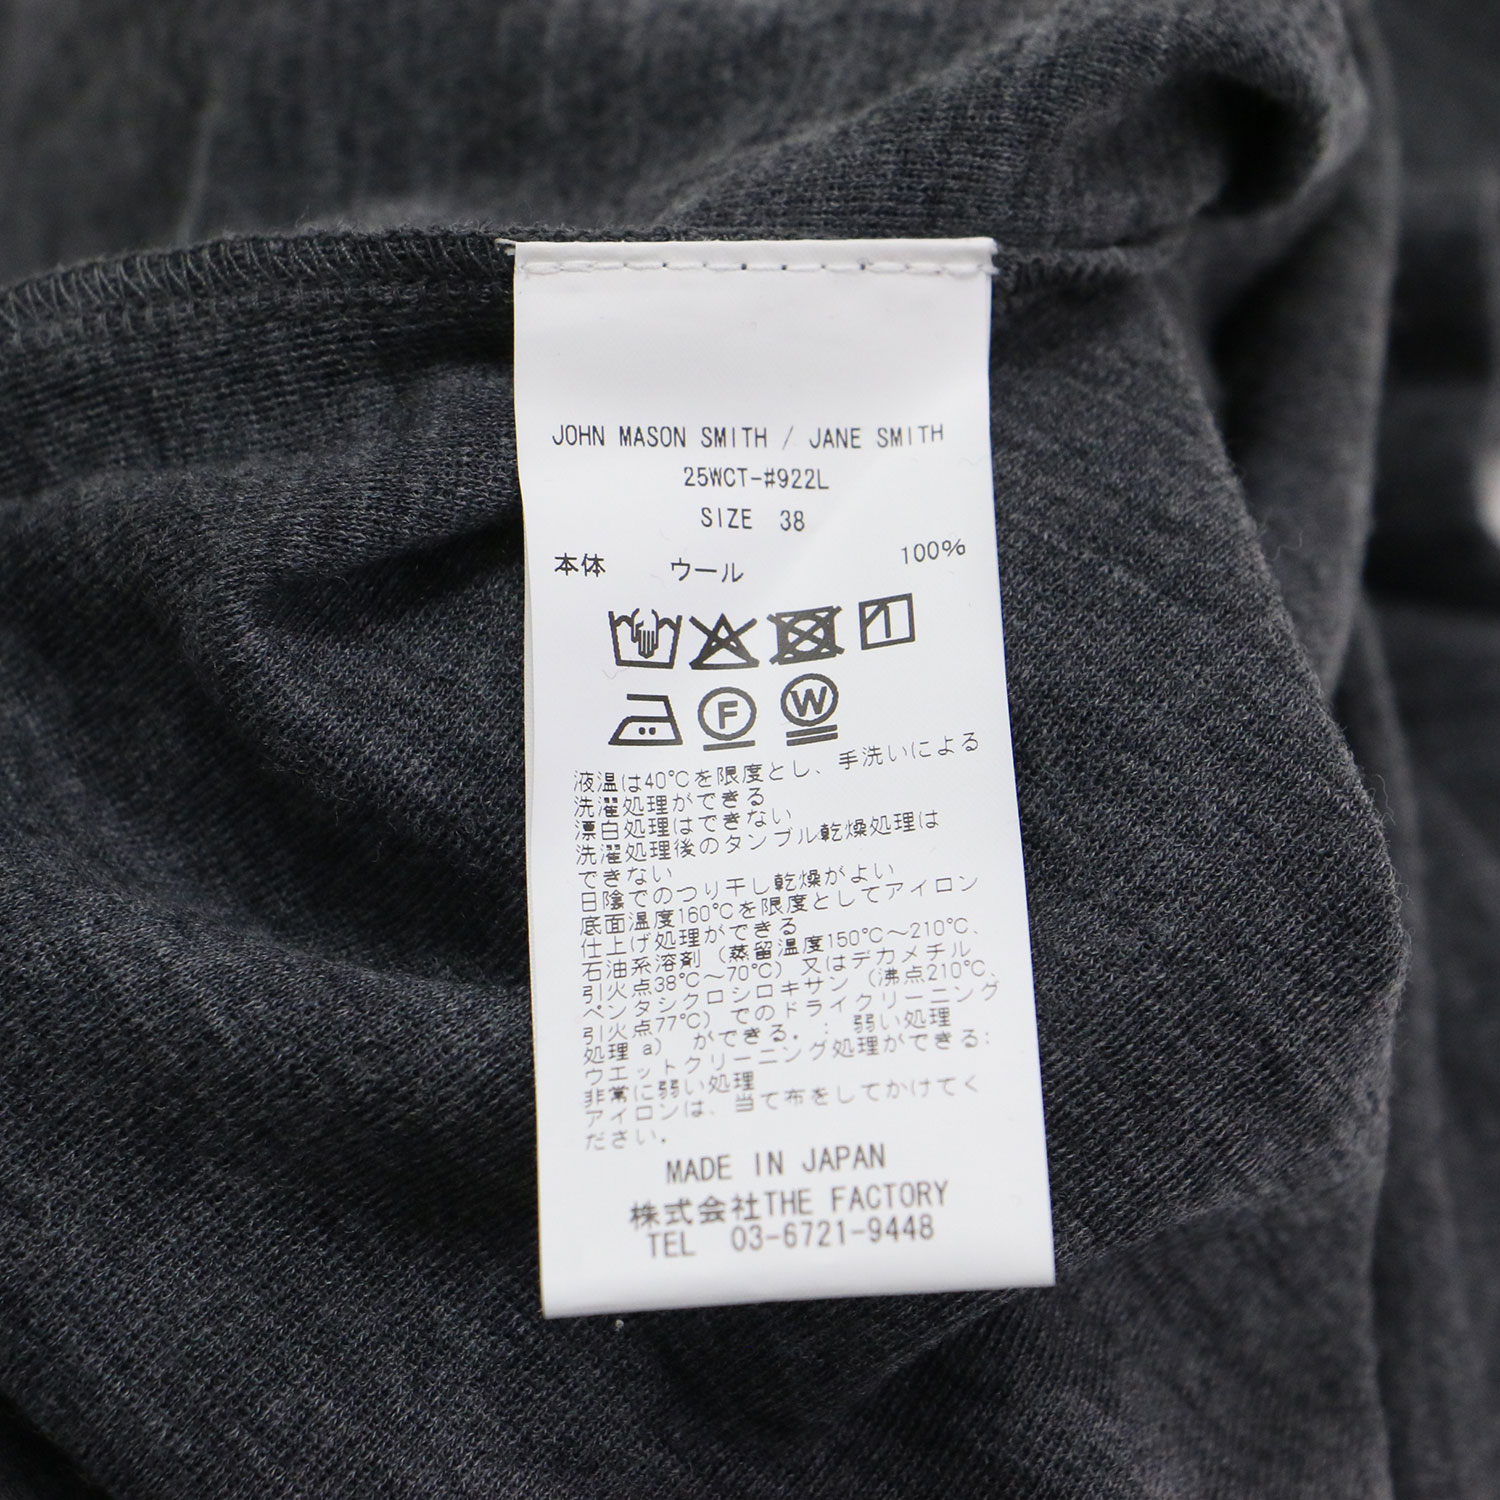 JOHN MASON SMITH / JANE SMITH
25WCT-#922L
SIZE 38
本体 ウール 100%
F W
液温は40℃を限度とし、手洗いによる
洗濯処理ができる
漂白処理はできない
洗濯処理後のタンブル乾燥処理は
できない
日陰でのつり干し乾燥がよい
底面温度160℃を限度としてアイロン
仕上げ処理ができる
石油系溶剤（蒸留温度150℃～210℃、
引火点38℃～70℃）又はデカメチル
ペンタシクロシロキサン（沸点210℃、
引火点77℃）でのドライクリーニング
処理 a） ができる。：弱い処理
ウエットクリーニング処理ができる：
非常に弱い処理
アイロンは、当て布をしてかけてく
ださい。
MADE IN JAPAN
株式会社THE FACTORY
TEL 03-6721-9448